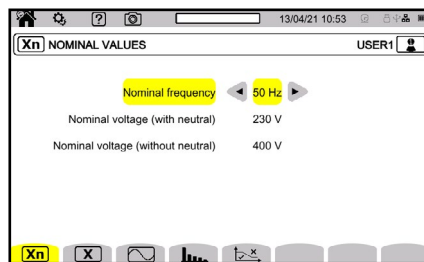 ?
13/04/21 10:53
Xn NOMINAL VALUES
USER1
Nominal frequency ◄ 50 Hz ►
Nominal voltage (with neutral) 230 V
Nominal voltage (without neutral) 400 V
Xn X x